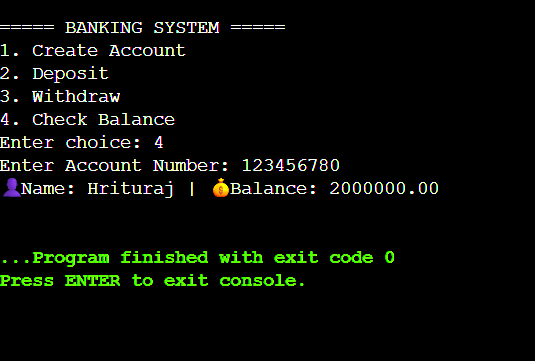 ===== BANKING SYSTEM =====
1. Create Account
2. Deposit
3. Withdraw
4. Check Balance
Enter choice: 4
Enter Account Number: 123456780
👤Name: Hrituraj | 💰Balance: 2000000.00
...Program finished with exit code 0
Press ENTER to exit console.